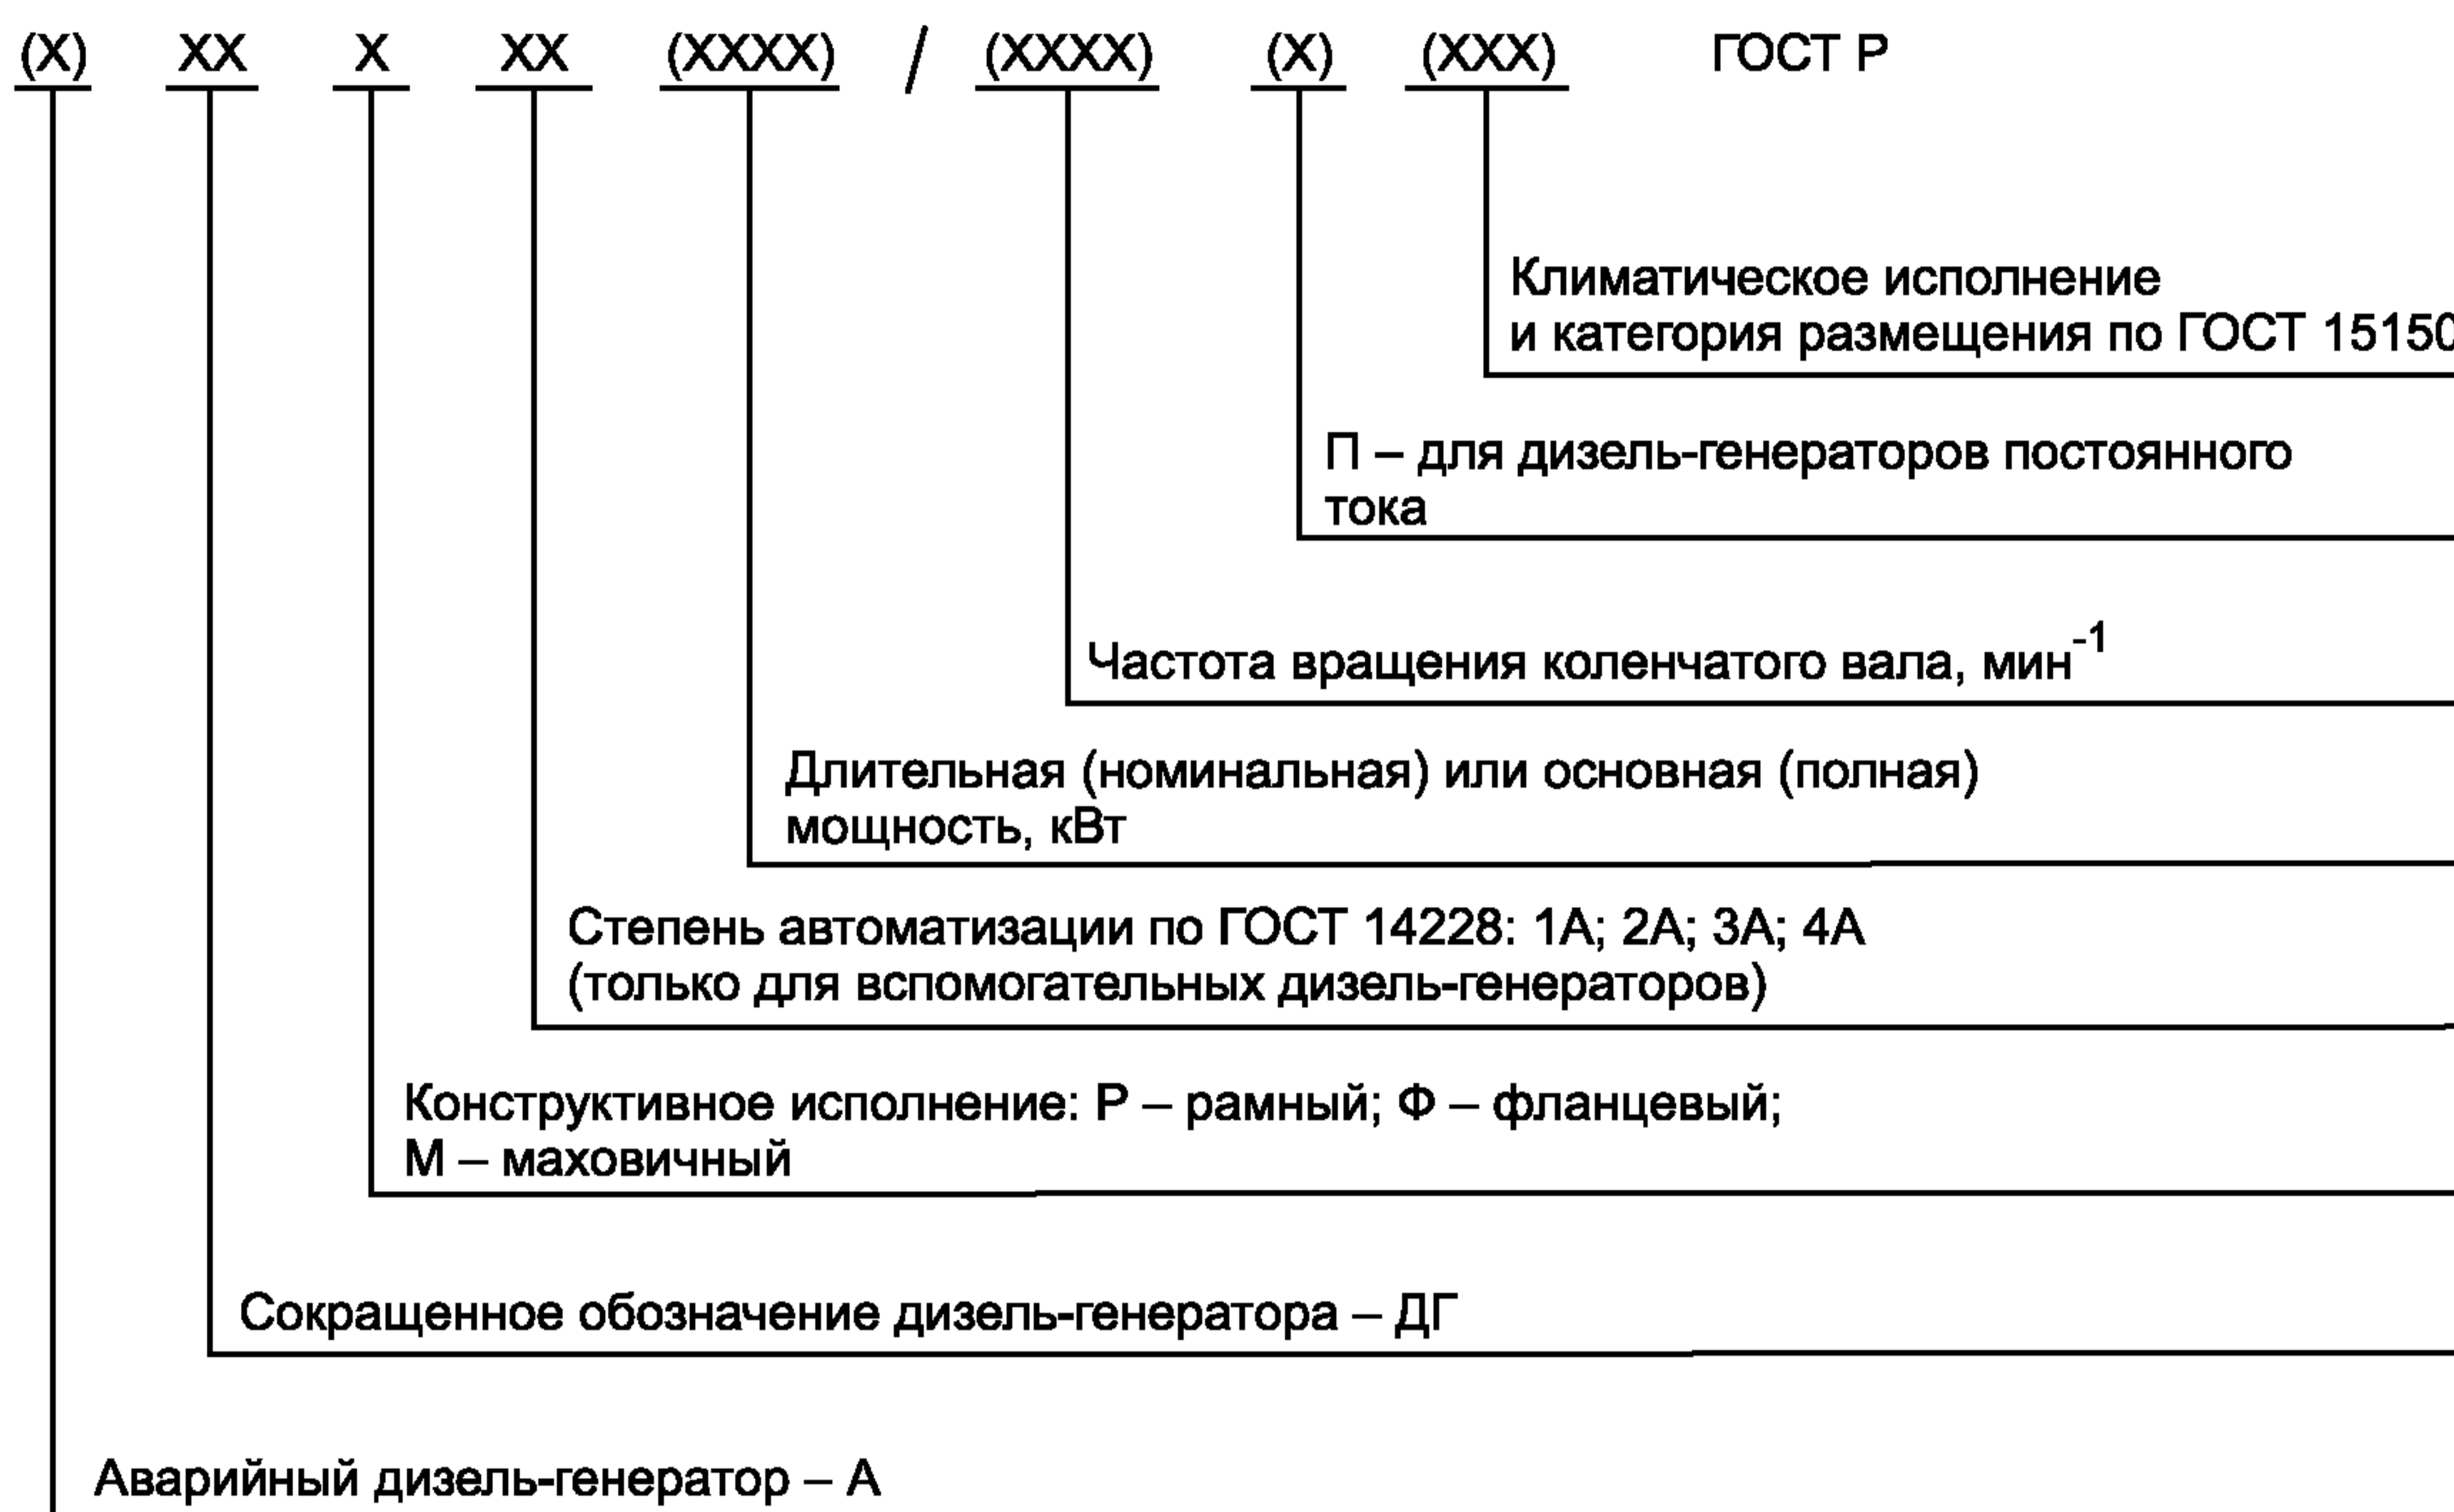 (X) XX X XX (XXXX) / (XXXX) (X) (XXX) ГОСТ Р
Климатическое исполнение
и категория размещения по ГОСТ 15150
П – для дизель-генераторов постоянного
тока
Частота вращения коленчатого вала, мин⁻¹
Длительная (номинальная) или основная (полная)
мощность, кВт
Степень автоматизации по ГОСТ 14228: 1А; 2А; 3А; 4А
(только для вспомогательных дизель-генераторов)
Конструктивное исполнение: Р – рамный; Ф – фланцевый;
М – маховичный
Сокращенное обозначение дизель-генератора – ДГ
Аварийный дизель-генератор – А